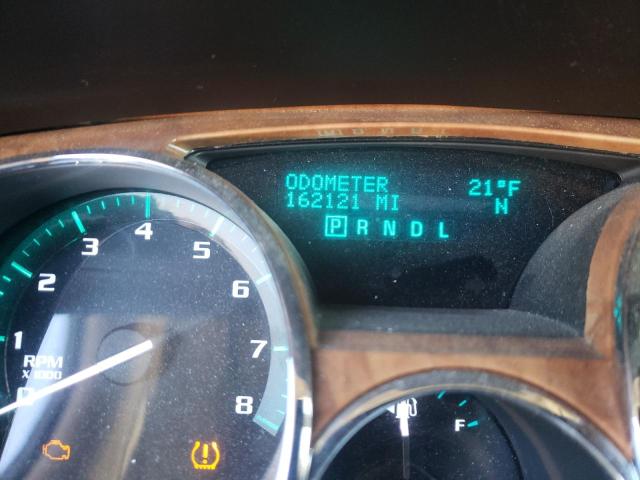 ODOMETER 21°F
162121 MI N
P R N D L
1
2
3
4
5
6
7
8
0
RPM
X 1000
F